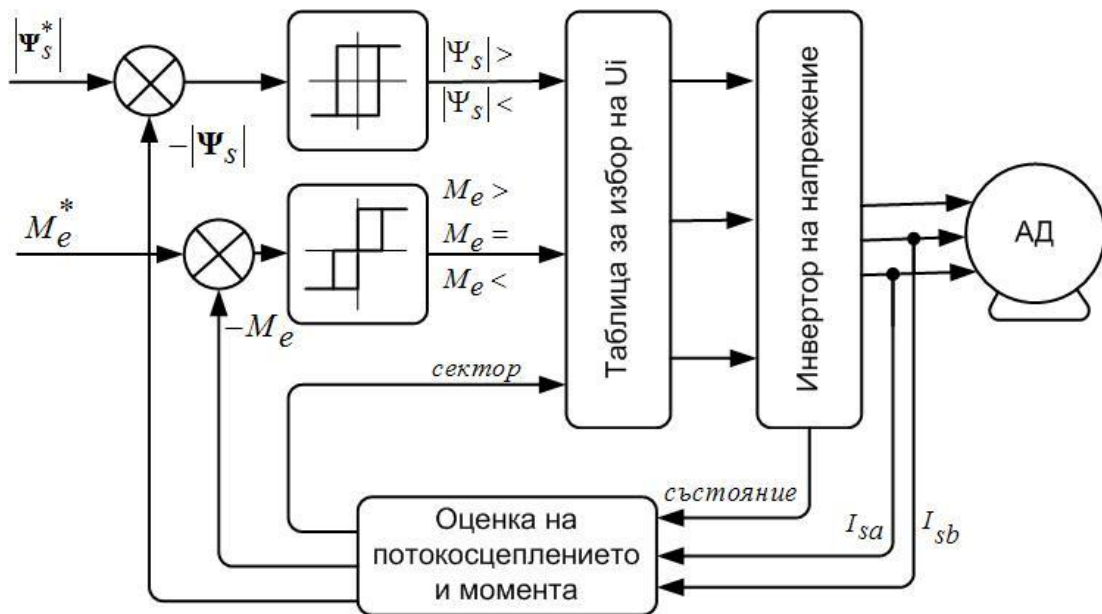 |Ψs*|
|Ψs| >
|Ψs| <
−|Ψs|
Me*
Me >
Me =
Me <
−Me
сектор
Таблица за избор на Ui
Инвертор на напрежение
АД
състояние
Isa
Isb
Оценка на
потокосцеплението
и момента